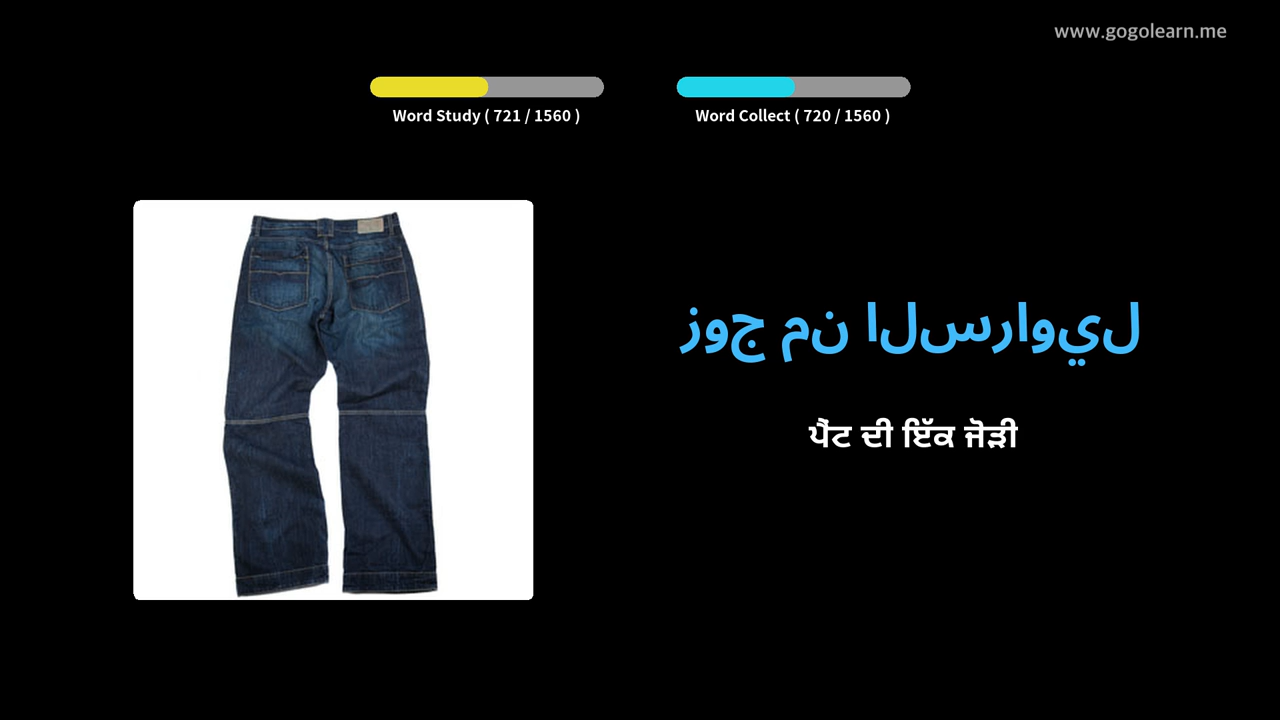 www.gogolearn.me
Word Study ( 721 / 1560 )
Word Collect ( 720 / 1560 )
زوج من السراويل
ਪੈਂਟ ਦੀ ਇੱਕ ਜੋੜੀ